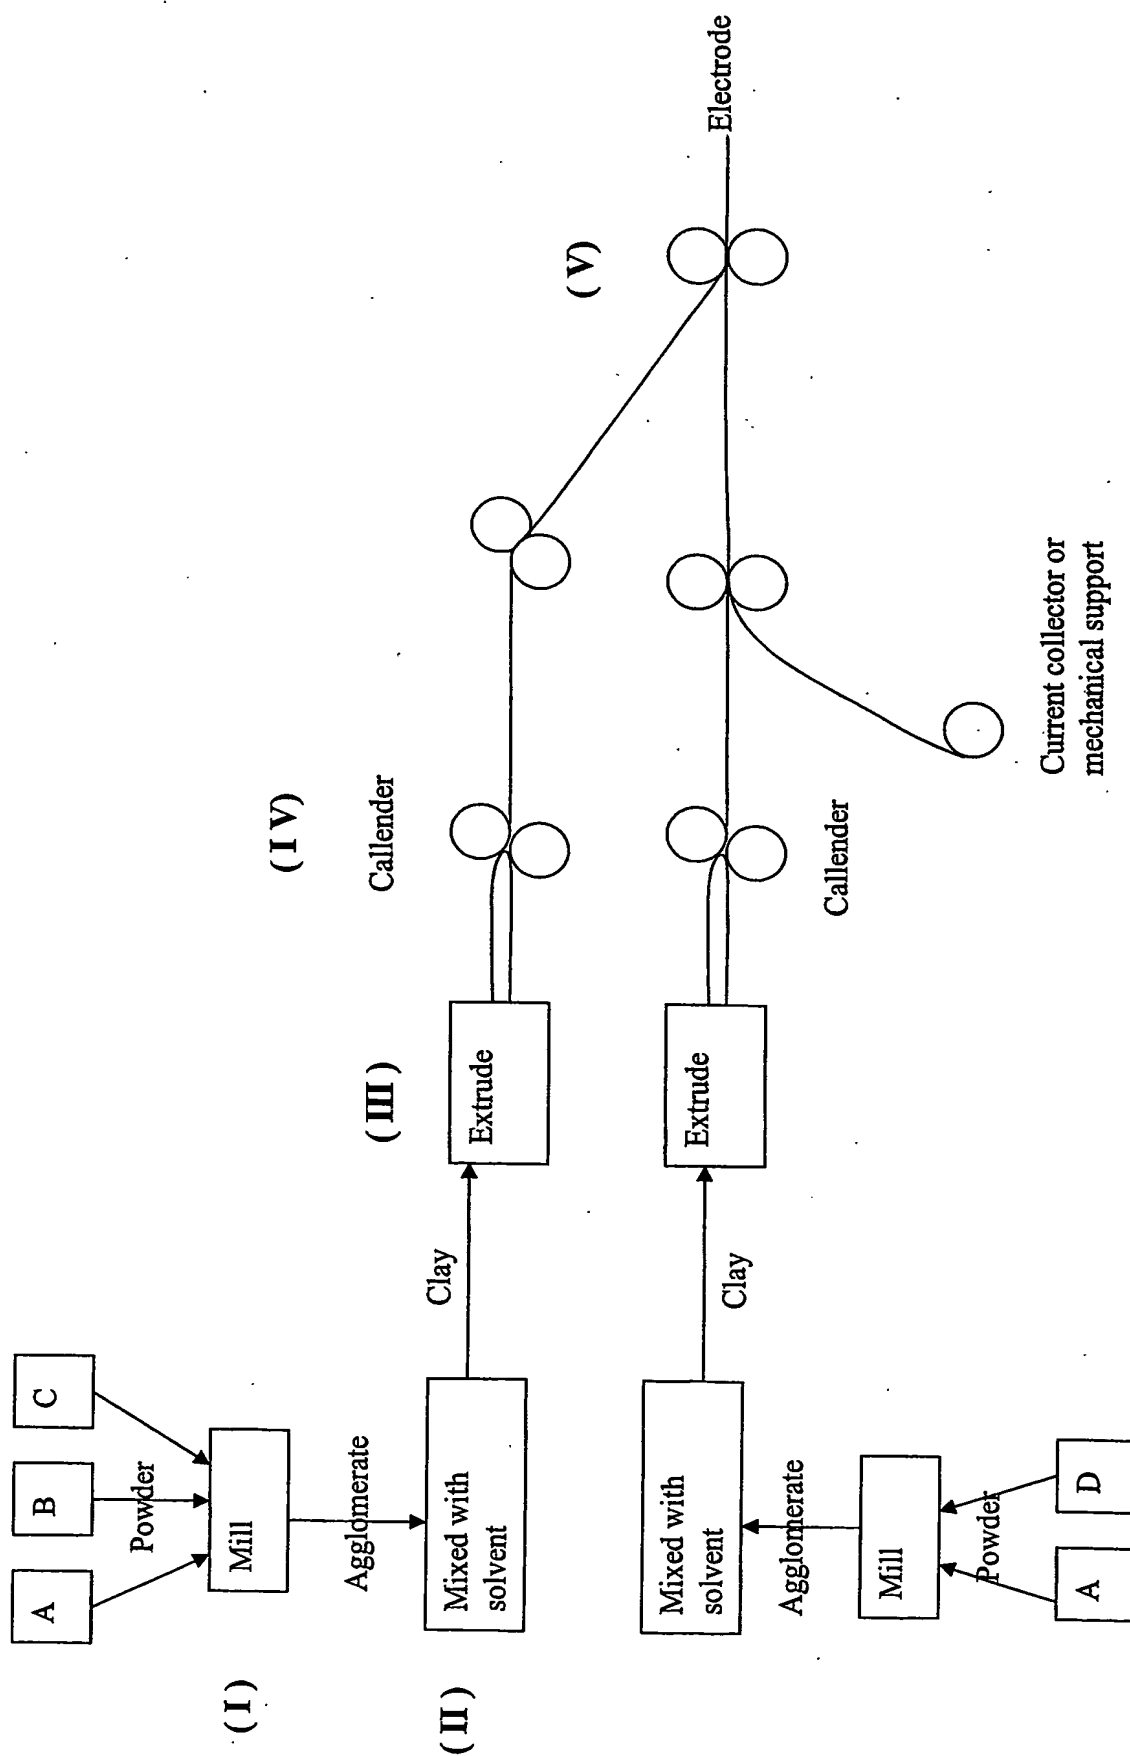 A
B
C
Powder
( I )
Mill
Agglomerate
( II )
Mixed with
solvent
Clay
( III )
Extrude
( I V )
Callender
( V )
Electrode
Mixed with
solvent
Clay
Extrude
Callender
Current collector or
mechanical support
Agglomerate
Mill
Powder
A
D